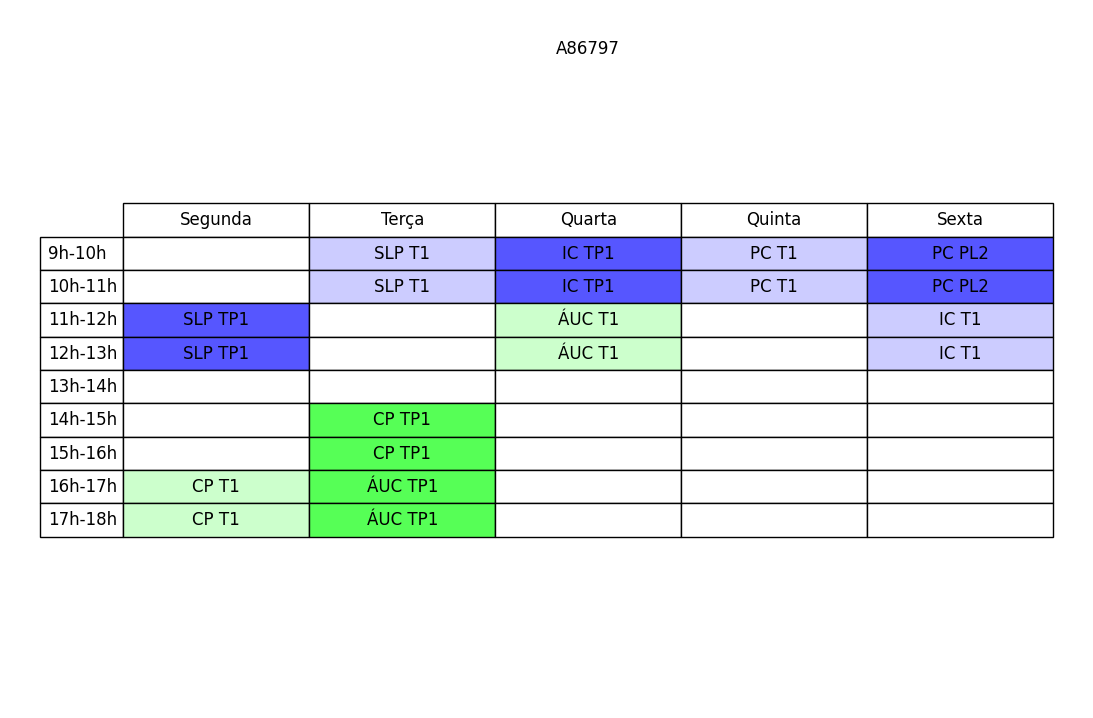 A86797
Segunda Terça Quarta Quinta Sexta
9h-10h SLP T1 IC TP1 PC T1 PC PL2
10h-11h SLP T1 IC TP1 PC T1 PC PL2
11h-12h SLP TP1 ÁUC T1 IC T1
12h-13h SLP TP1 ÁUC T1 IC T1
13h-14h
14h-15h CP TP1
15h-16h CP TP1
16h-17h CP T1 ÁUC TP1
17h-18h CP T1 ÁUC TP1